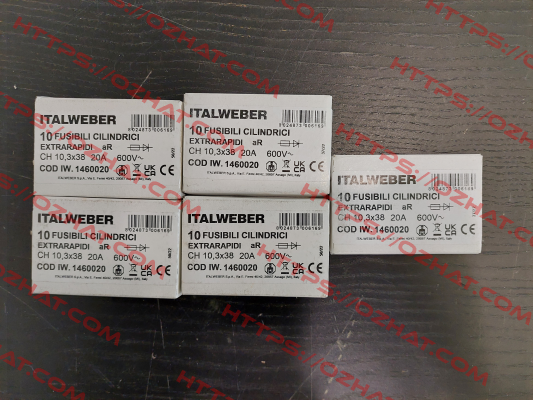 ITALWEBER
10 FUSIBILI CILINDRICI
EXTRARAPIDI aR
CH 10,3x38 20A 600V~
COD IW. 1460020
ITALWEBER
8024873006169
10 FUSIBILI CILINDRICI
EXTRARAPIDI aR
CH 10,3x38 20A 600V~
COD IW. 1460020
ITALWEBER
10 FUSIBILI CILINDRICI
EXTRARAPIDI aR
CH 10,3x38 20A 600V~
COD IW. 1460020
ITALWEBER
10 FUSIBILI CILINDRICI
EXTRARAPIDI aR
CH 10,3x38 20A 600V~
COD IW. 1460020
ITALWEBER
10 FUSIBILI CILINDRICI
EXTRARAPIDI aR
CH 10,3x38 20A 600V~
COD IW. 1460020
HTTPS://OZHAT.COM